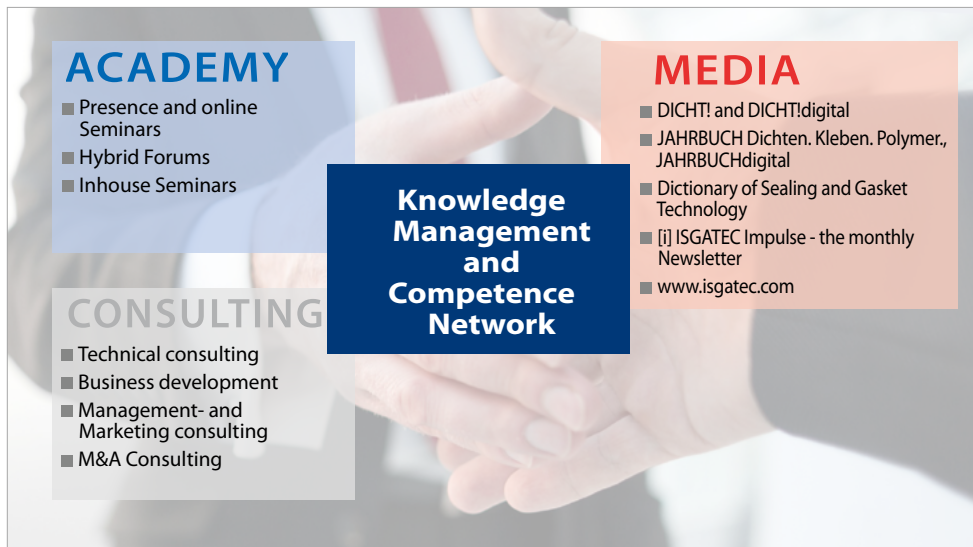 ACADEMY
Presence and online
Seminars
Hybrid Forums
Inhouse Seminars
MEDIA
DICHT! and DICHT!digital
JAHRBUCH Dichten. Kleben. Polymer.,
JAHRBUCHdigital
Dictionary of Sealing and Gasket
Technology
[i] ISGATEC Impulse - the monthly
Newsletter
www.isgatec.com
Knowledge
Management
and
Competence
Network
CONSULTING
Technical consulting
Business development
Management- and
Marketing consulting
M&A Consulting